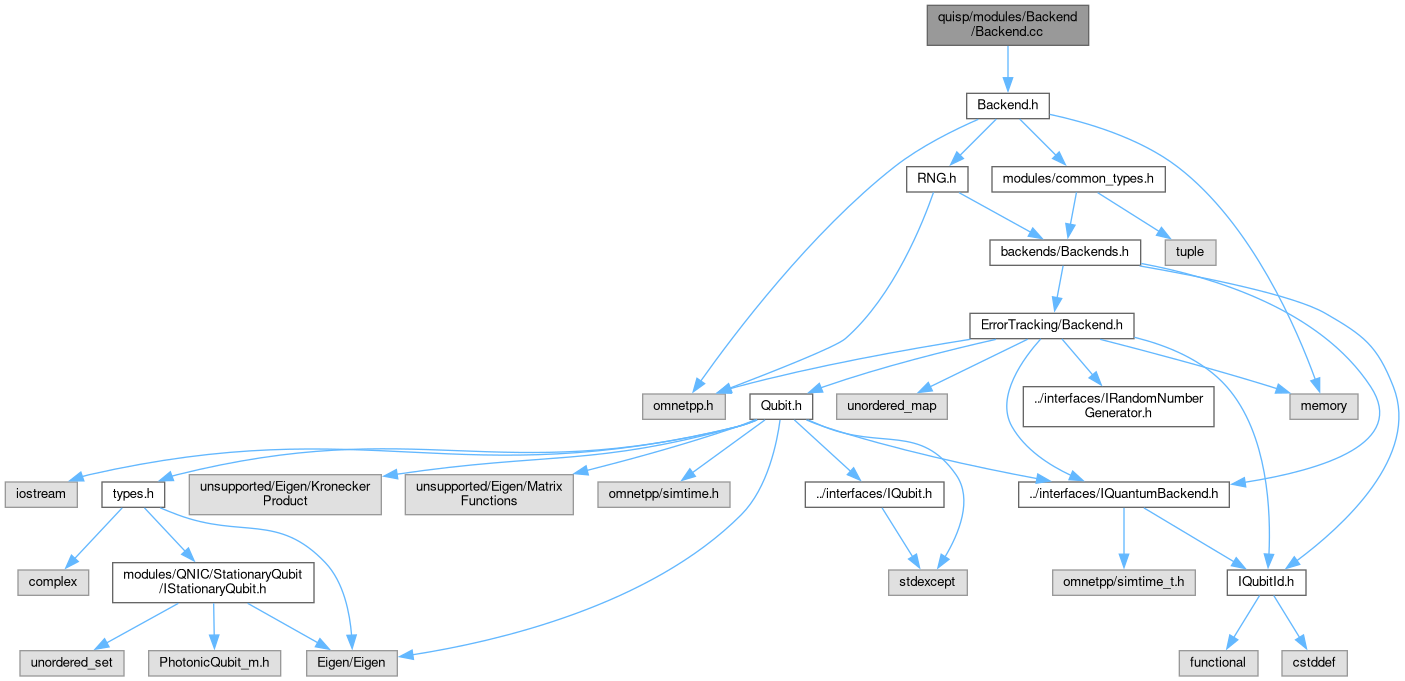 quisp/modules/Backend
/Backend.cc
Backend.h
RNG.h
modules/common_types.h
backends/Backends.h
tuple
ErrorTracking/Backend.h
omnetpp.h
Qubit.h
unordered_map
../interfaces/IRandomNumber
Generator.h
memory
iostream
types.h
unsupported/Eigen/Kronecker
Product
unsupported/Eigen/Matrix
Functions
omnetpp/simtime.h
../interfaces/IQubit.h
../interfaces/IQuantumBackend.h
complex
modules/QNIC/StationaryQubit
/IStationaryQubit.h
stdexcept
omnetpp/simtime_t.h
IQubitId.h
unordered_set
PhotonicQubit_m.h
Eigen/Eigen
functional
cstddef